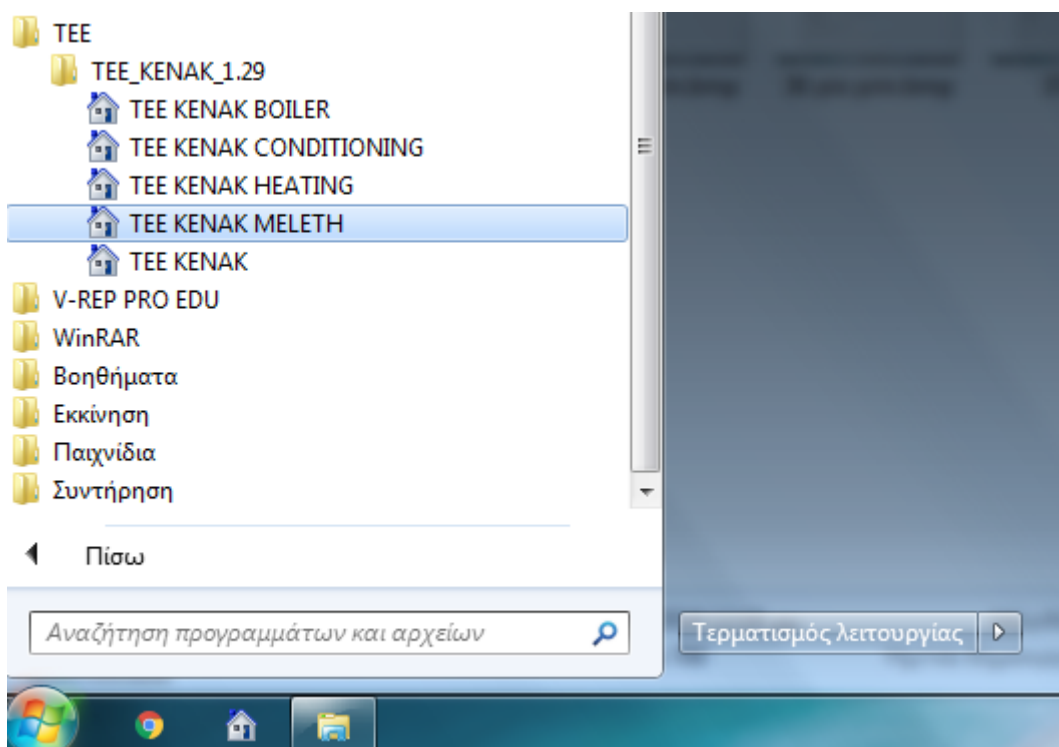 TEE
TEE_KENAK_1.29
TEE KENAK BOILER
TEE KENAK CONDITIONING
TEE KENAK HEATING
TEE KENAK MELETH
TEE KENAK
V-REP PRO EDU
WinRAR
Βοηθήματα
Εκκίνηση
Παιχνίδια
Συντήρηση
Πίσω
Αναζήτηση προγραμμάτων και αρχείων
Τερματισμός λειτουργίας